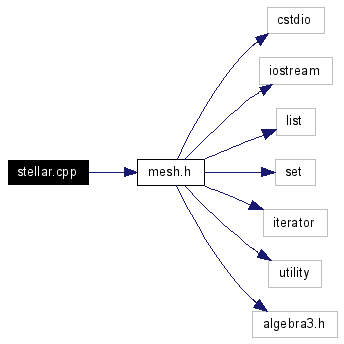 stellar.cpp
mesh.h
cstdio
iostream
list
set
iterator
utility
algebra3.h